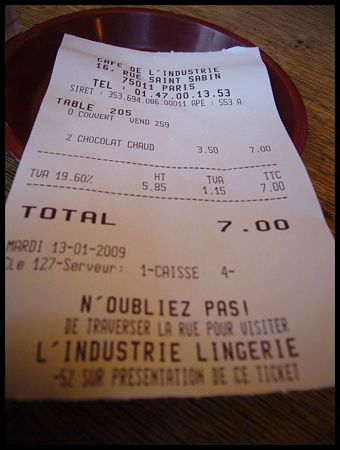 CAFE DE L'INDUSTRIE
16, RUE SAINT SABIN
75011 PARIS
TEL : 01.47.00.13.53
SIRET : 353.694.086.00011 APE : 553 A
TABLE 205
0 COUVERT VEND 259
2 CHOCOLAT CHAUD 3.50 7.00
HT TVA TTC
TVA 19.60% 5.85 1.15 7.00
TOTAL 7.00
MARDI 13-01-2009
Cle 127-Serveur: 1-CAISSE 4-
N'OUBLIEZ PAS!
DE TRAVERSER LA RUE POUR VISITER
L'INDUSTRIE LINGERIE
-5% SUR PRESENTATION DE CE TICKET